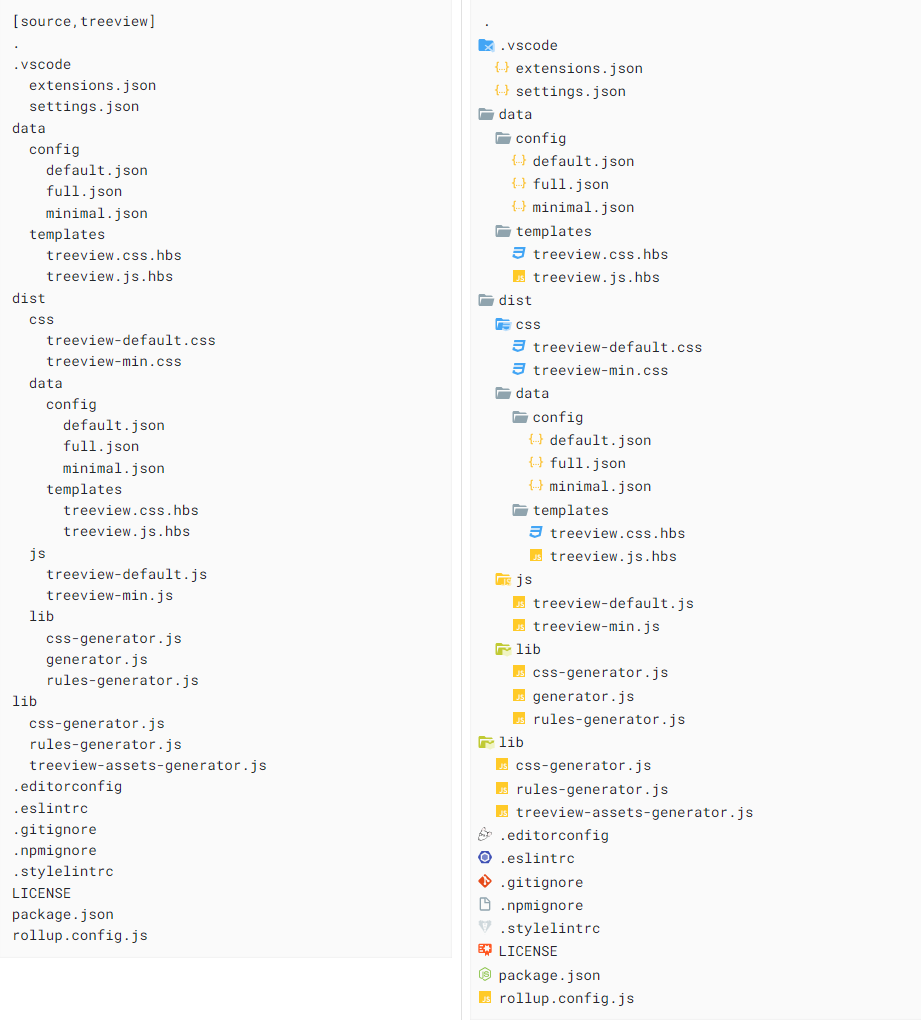 [source,treeview]
.
.vscode
extensions.json
settings.json
data
config
default.json
full.json
minimal.json
templates
treeview.css.hbs
treeview.js.hbs
dist
css
treeview-default.css
treeview-min.css
data
config
default.json
full.json
minimal.json
templates
treeview.css.hbs
treeview.js.hbs
js
treeview-default.js
treeview-min.js
lib
css-generator.js
generator.js
rules-generator.js
lib
css-generator.js
rules-generator.js
treeview-assets-generator.js
.editorconfig
.eslintrc
.gitignore
.npmignore
.stylelintrc
LICENSE
package.json
rollup.config.js
.
.vscode
extensions.json
settings.json
data
config
default.json
full.json
minimal.json
templates
treeview.css.hbs
treeview.js.hbs
dist
css
treeview-default.css
treeview-min.css
data
config
default.json
full.json
minimal.json
templates
treeview.css.hbs
treeview.js.hbs
js
treeview-default.js
treeview-min.js
lib
css-generator.js
generator.js
rules-generator.js
lib
css-generator.js
rules-generator.js
treeview-assets-generator.js
.editorconfig
.eslintrc
.gitignore
.npmignore
.stylelintrc
LICENSE
package.json
rollup.config.js